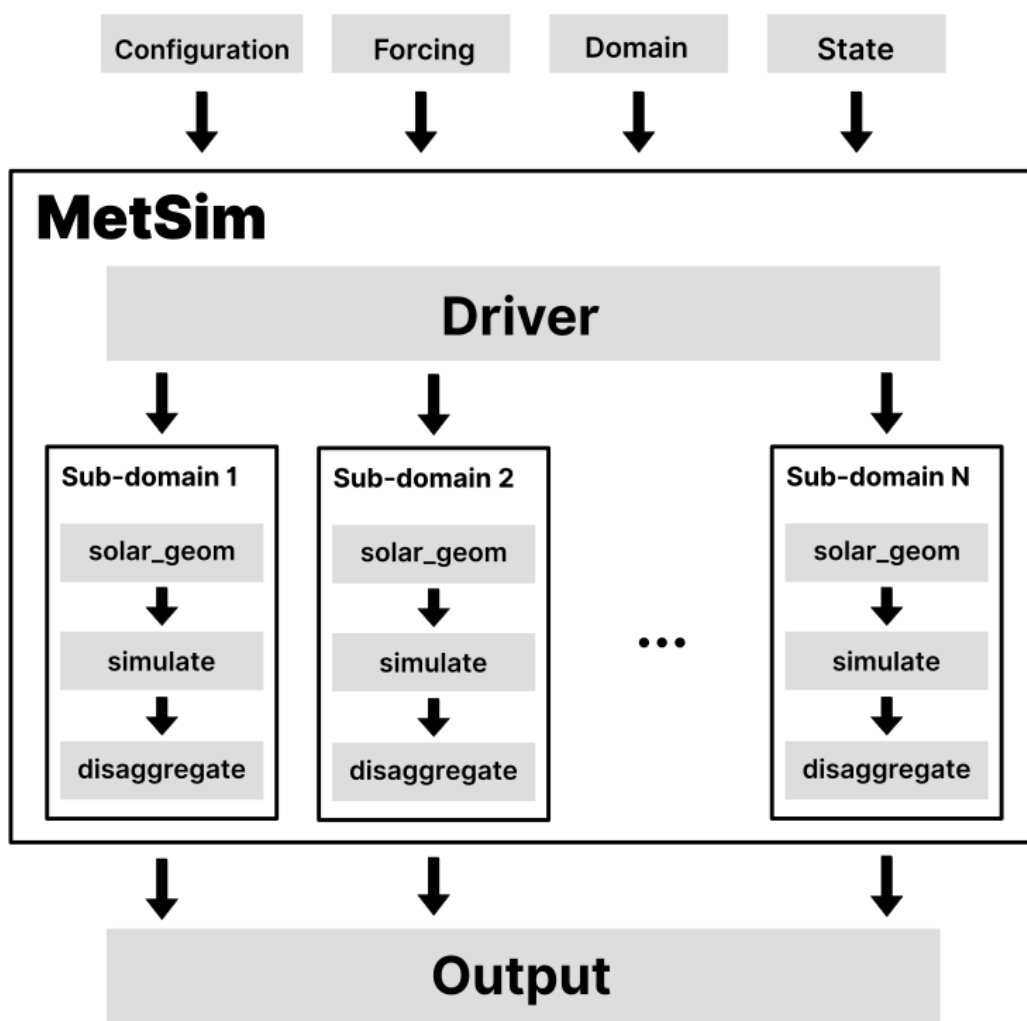 Configuration
Forcing
Domain
State
MetSim
Driver
Sub-domain 1
solar_geom
simulate
disaggregate
Sub-domain 2
solar_geom
simulate
disaggregate
...
Sub-domain N
solar_geom
simulate
disaggregate
Output